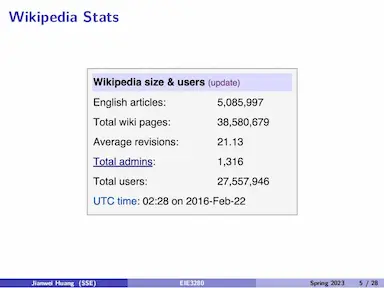 Wikipedia Stats
Wikipedia size & users (update)
English articles: 5,085,997
Total wiki pages: 38,580,679
Average revisions: 21.13
Total admins: 1,316
Total users: 27,557,946
UTC time: 02:28 on 2016-Feb-22
Jianwei Huang (SSE) EIE3280 Spring 2023 5 / 28